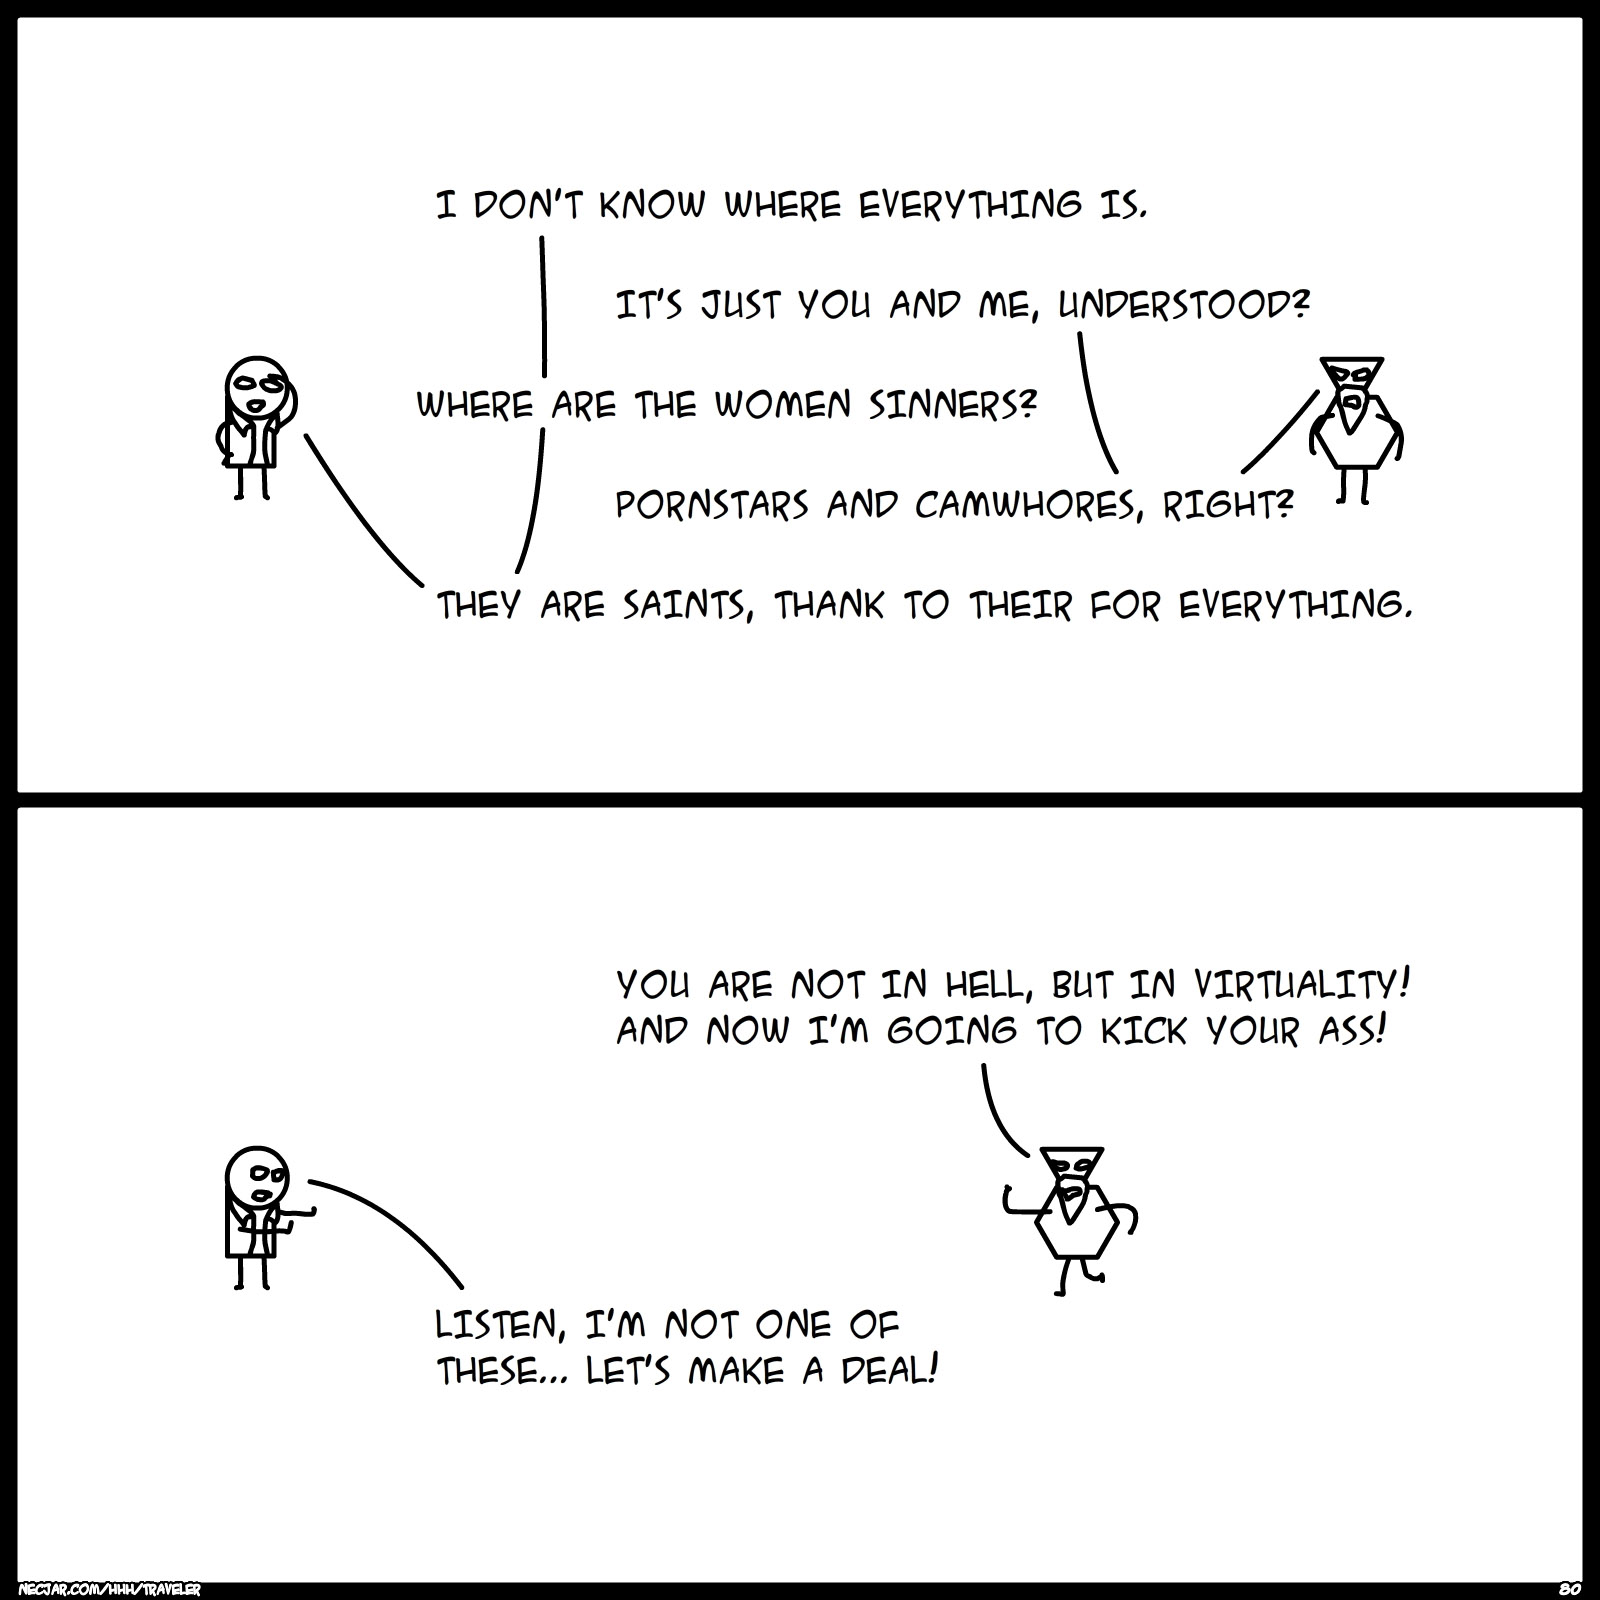 I DON'T KNOW WHERE EVERYTHING IS.
IT'S JUST YOU AND ME, UNDERSTOOD?
WHERE ARE THE WOMEN SINNERS?
PORNSTARS AND CAMWHORES, RIGHT?
THEY ARE SAINTS, THANK TO THEIR FOR EVERYTHING.
YOU ARE NOT IN HELL, BUT IN VIRTUALITY!
AND NOW I'M GOING TO KICK YOUR ASS!
LISTEN, I'M NOT ONE OF
THESE... LET'S MAKE A DEAL!
NECJAR.COM/HHH/TRAVELER
80